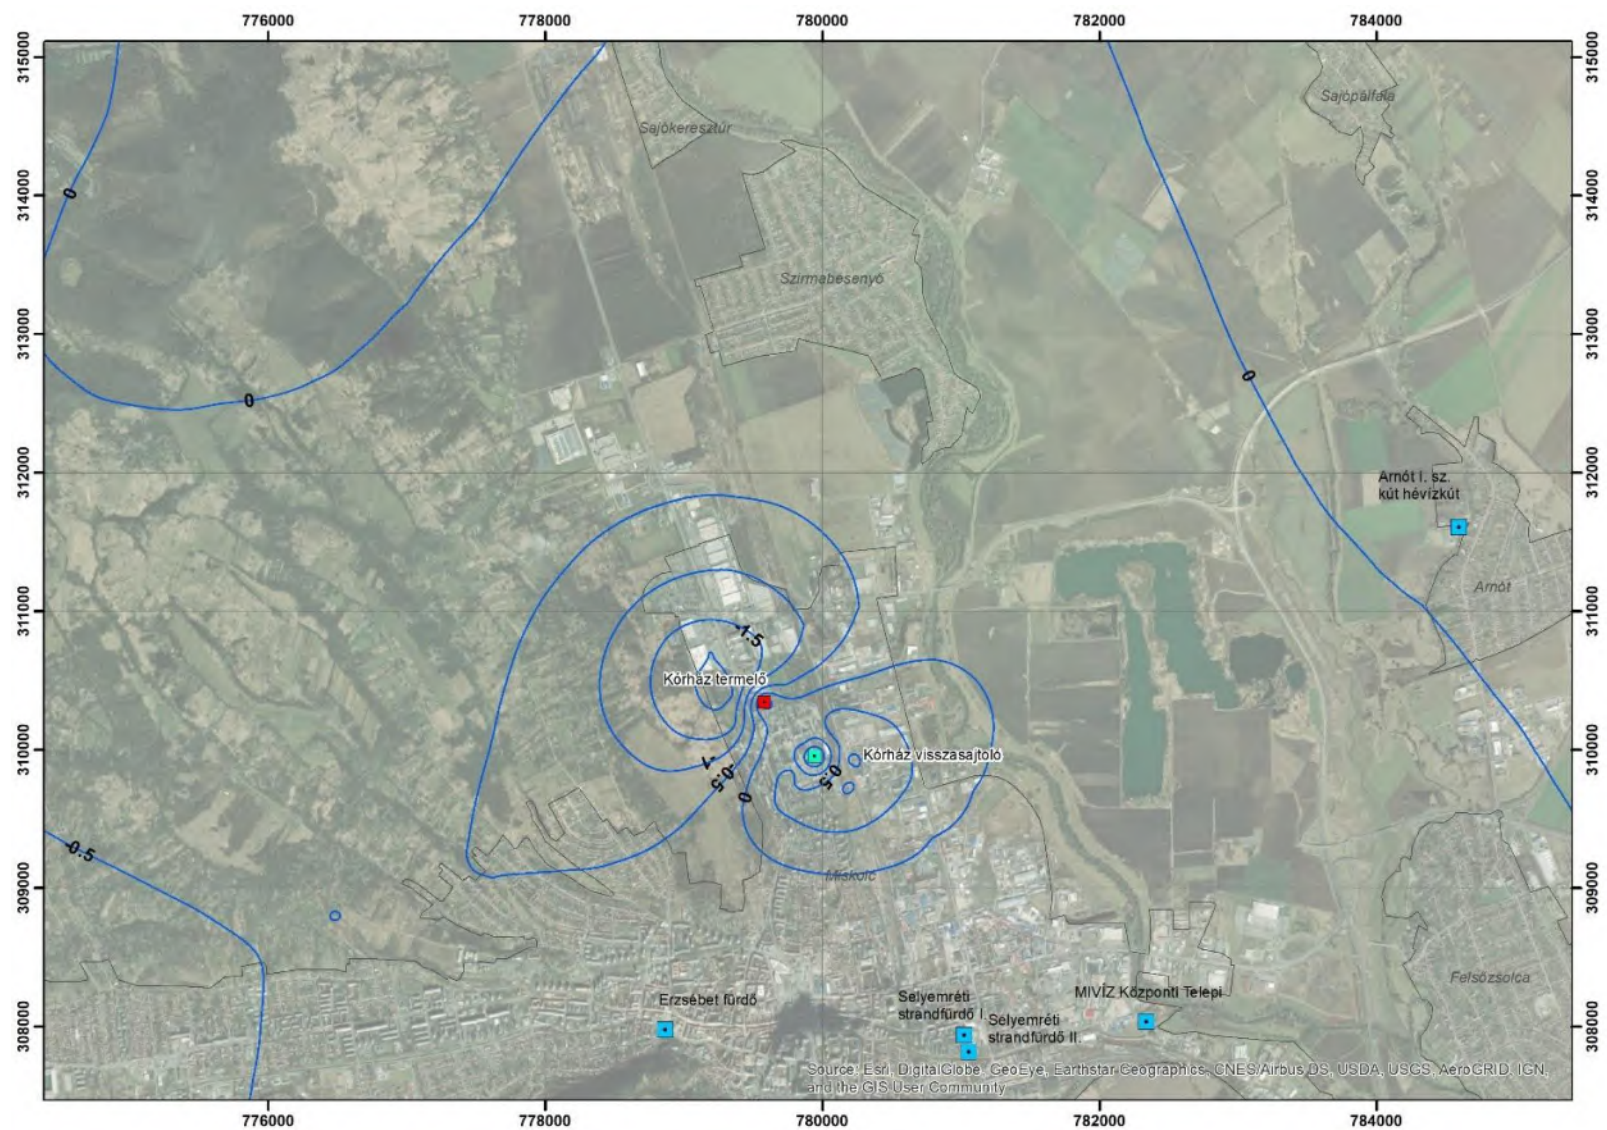 776000 778000 780000 782000 784000
315000 315000
Sajópálfala
Sajókeresztúr
314000 0 314000
Szirmabesenyő
313000 313000
0
0
312000 312000
Arnót I. sz.
kút hévízkút
Arnót
311000 311000
-1.5
Kórház termelő
310000 310000
Kórház visszasajtoló
-1
-0.5
0.5
0
-0.5
Miskolc
309000 309000
Felsőzsolca
Erzsébet fürdő
Selyemréti
strandfürdő I.
MIVÍZ Központi Telepi
Selyemréti
strandfürdő II.
308000 308000
Source: Esri, DigitalGlobe, GeoEye, Earthstar Geographics, CNES/Airbus DS, USDA, USGS, AeroGRID, IGN,
and the GIS User Community
776000 778000 780000 782000 784000